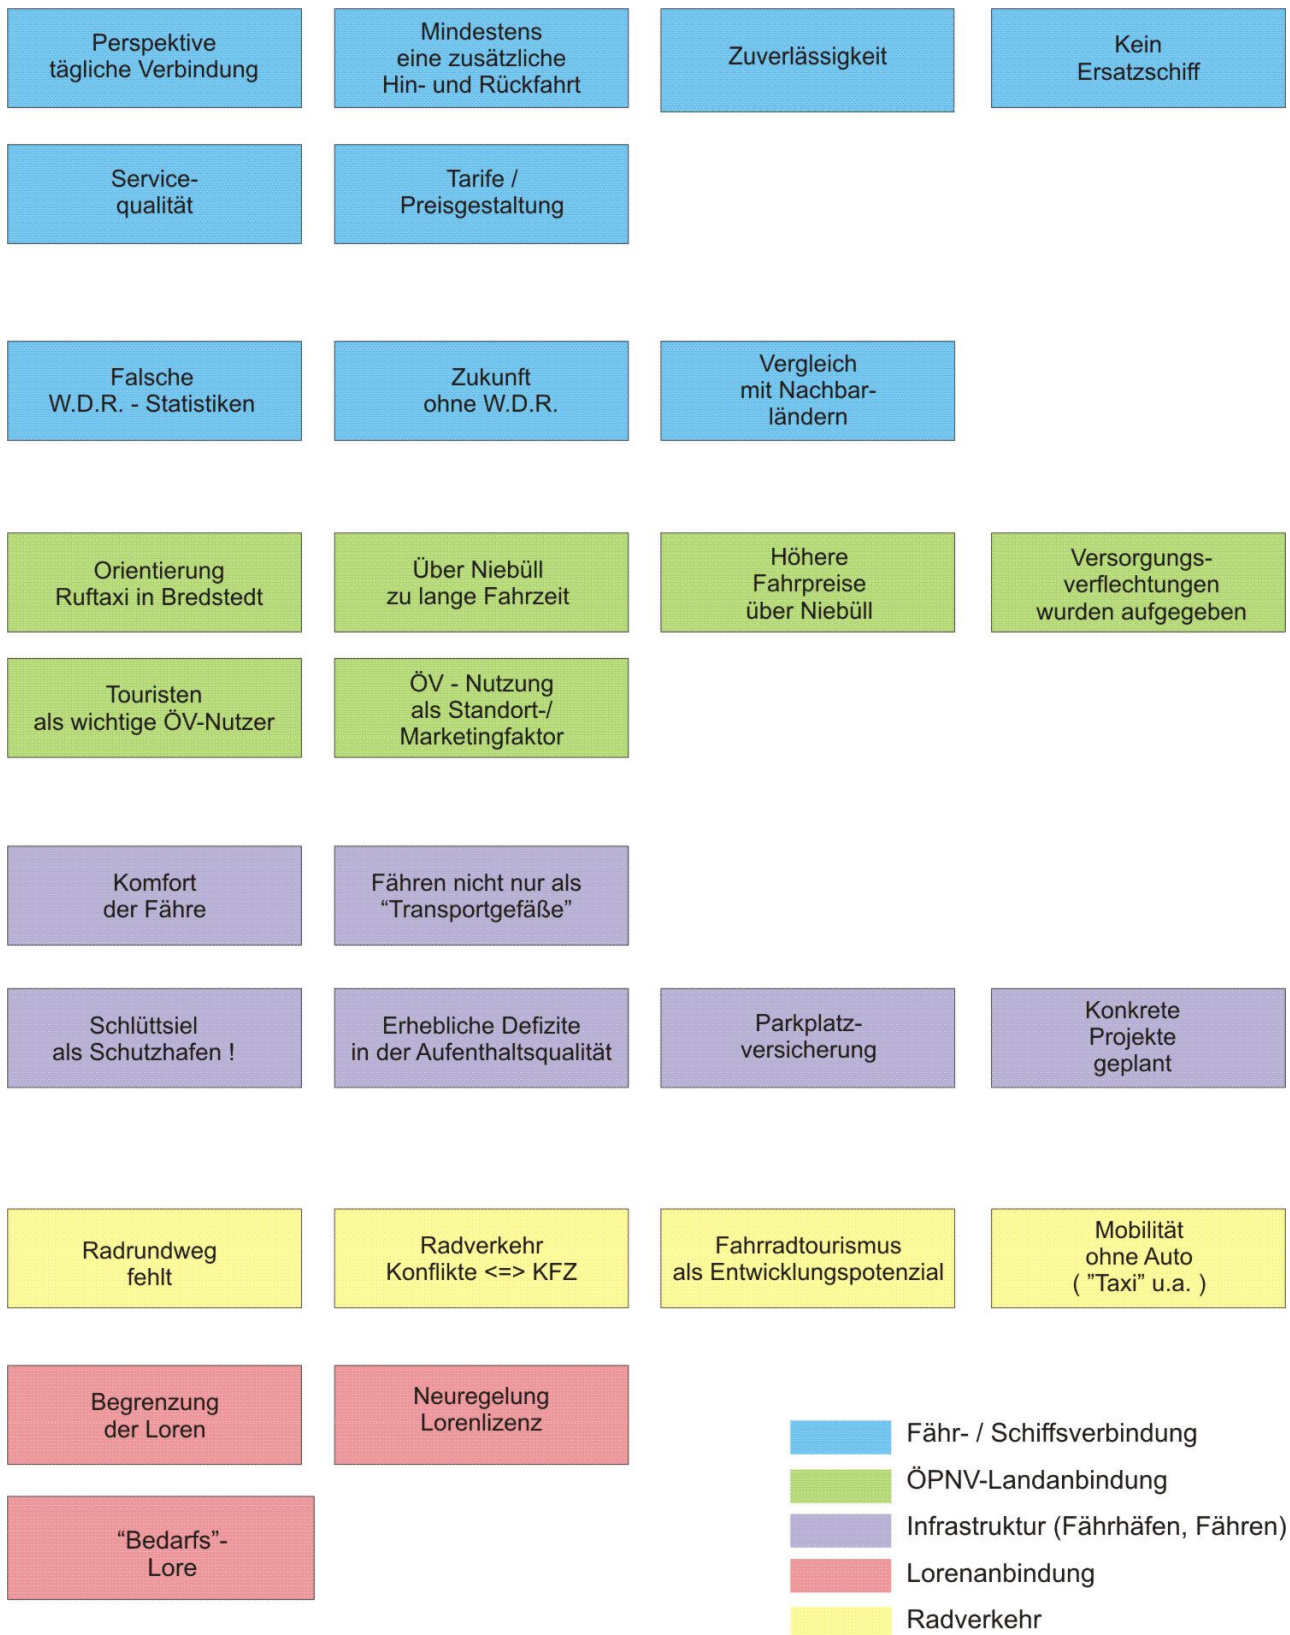 Perspektive
tägliche Verbindung
Mindestens
eine zusätzliche
Hin- und Rückfahrt
Zuverlässigkeit
Kein
Ersatzschiff
Service-
qualität
Tarife /
Preisgestaltung
Falsche
W.D.R. - Statistiken
Zukunft
ohne W.D.R.
Vergleich
mit Nachbar-
ländern
Orientierung
Ruftaxi in Bredstedt
Über Niebüll
zu lange Fahrzeit
Höhere
Fahrpreise
über Niebüll
Versorgungs-
verflechtungen
wurden aufgegeben
Touristen
als wichtige ÖV-Nutzer
ÖV - Nutzung
als Standort-/
Marketingfaktor
Komfort
der Fähre
Fähren nicht nur als
“Transportgefäße”
Schlüttsiel
als Schutzhafen !
Erhebliche Defizite
in der Aufenthaltsqualität
Parkplatz-
versicherung
Konkrete
Projekte
geplant
Radrundweg
fehlt
Radverkehr
Konflikte <=> KFZ
Fahrradtourismus
als Entwicklungspotenzial
Mobilität
ohne Auto
( ”Taxi” u.a. )
Begrenzung
der Loren
Neuregelung
Lorenlizenz
“Bedarfs”-
Lore
Fähr- / Schiffsverbindung
ÖPNV-Landanbindung
Infrastruktur (Fährhäfen, Fähren)
Lorenanbindung
Radverkehr